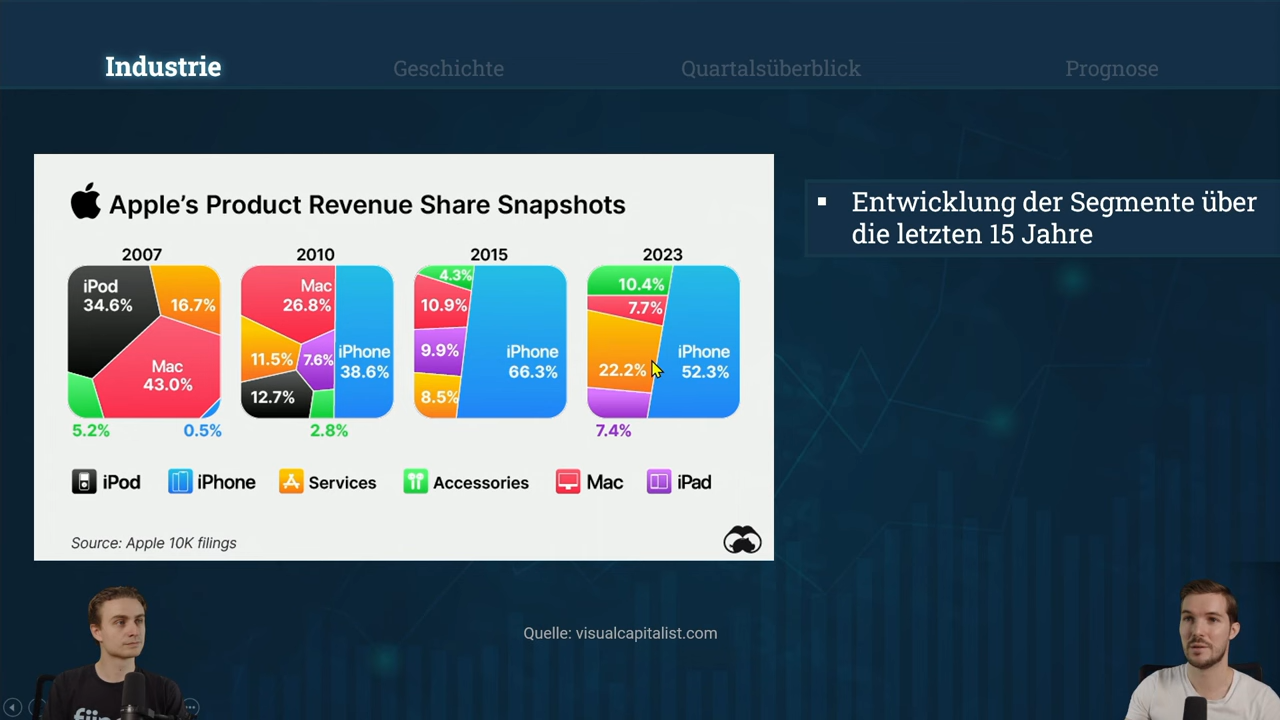 Industrie
Geschichte
Quartalsüberblick
Prognose
Apple's Product Revenue Share Snapshots
2007
2010
2015
2023
iPod
34.6%
16.7%
Mac
43.0%
5.2%
0.5%
Mac
26.8%
11.5%
7.6%
iPhone
38.6%
12.7%
2.8%
4.3%
10.9%
9.9%
8.5%
iPhone
66.3%
10.4%
7.7%
22.2%
iPhone
52.3%
7.4%
iPod
iPhone
Services
Accessories
Mac
iPad
Source: Apple 10K filings
▪ Entwicklung der Segmente über
die letzten 15 Jahre
Quelle: visualcapitalist.com